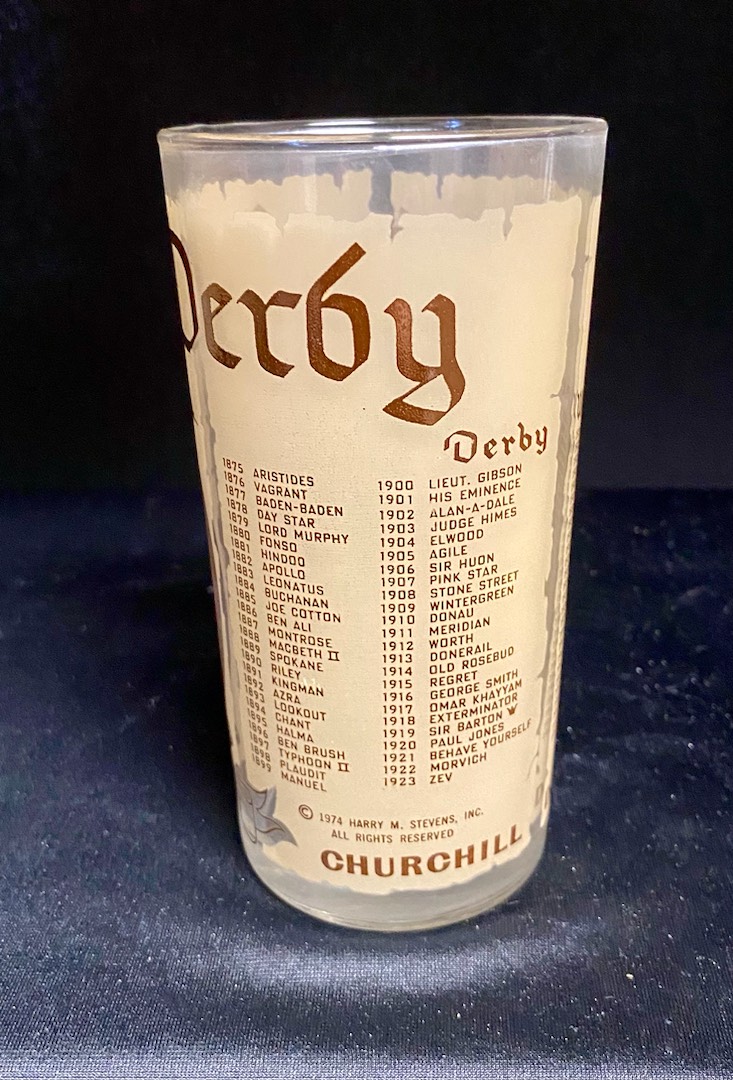 Derby
Derby
1875 ARISTIDES
1876 VAGRANT
1877 BADEN-BADEN
1878 DAY STAR
1879 LORD MURPHY
1880 FONSO
1881 HINDOO
1882 APOLLO
1883 LEONATUS
1884 BUCHANAN
1885 JOE COTTON
1886 BEN ALI
1887 MONTROSE
1888 MACBETH II
1889 SPOKANE
1890 RILEY
1891 KINGMAN
1892 AZRA
1893 LOOKOUT
1894 CHANT
1895 HALMA
1896 BEN BRUSH
1897 TYPHOON II
1898 PLAUDIT
1899 MANUEL
1900 LIEUT. GIBSON
1901 HIS EMINENCE
1902 ALAN-A-DALE
1903 JUDGE HIMES
1904 ELWOOD
1905 AGILE
1906 SIR HUON
1907 PINK STAR
1908 STONE STREET
1909 WINTERGREEN
1910 DONAU
1911 MERIDIAN
1912 WORTH
1913 DONERAIL
1914 OLD ROSEBUD
1915 REGRET
1916 GEORGE SMITH
1917 OMAR KHAYYAM
1918 EXTERMINATOR
1919 SIR BARTON
1920 PAUL JONES
1921 BEHAVE YOURSELF
1922 MORVICH
1923 ZEV
© 1974 HARRY M. STEVENS, INC.
ALL RIGHTS RESERVED
CHURCHILL